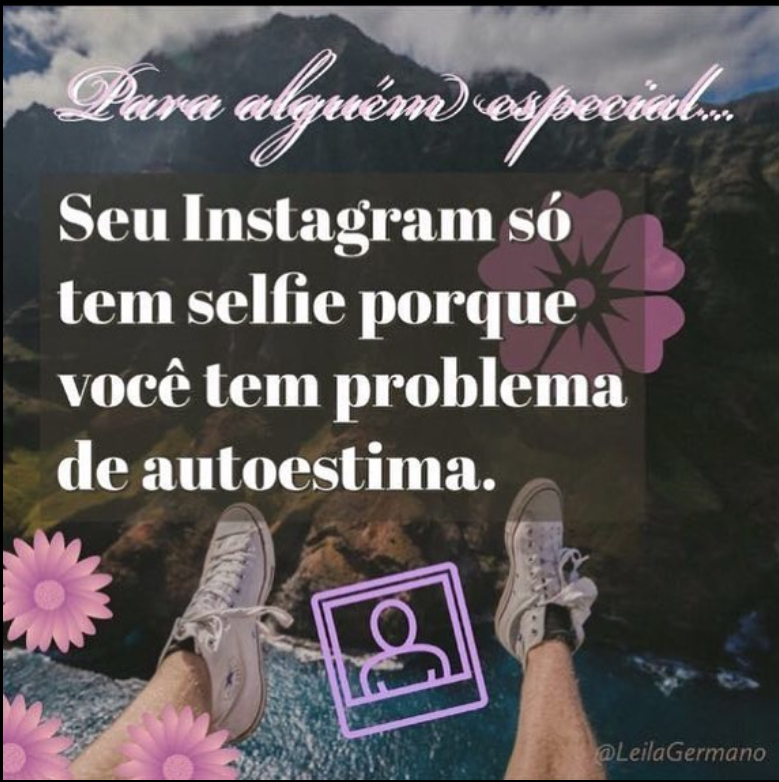 Para alguém especial...
Seu Instagram só
tem selfie porque
você tem problema
de autoestima.
@LeilaGermano